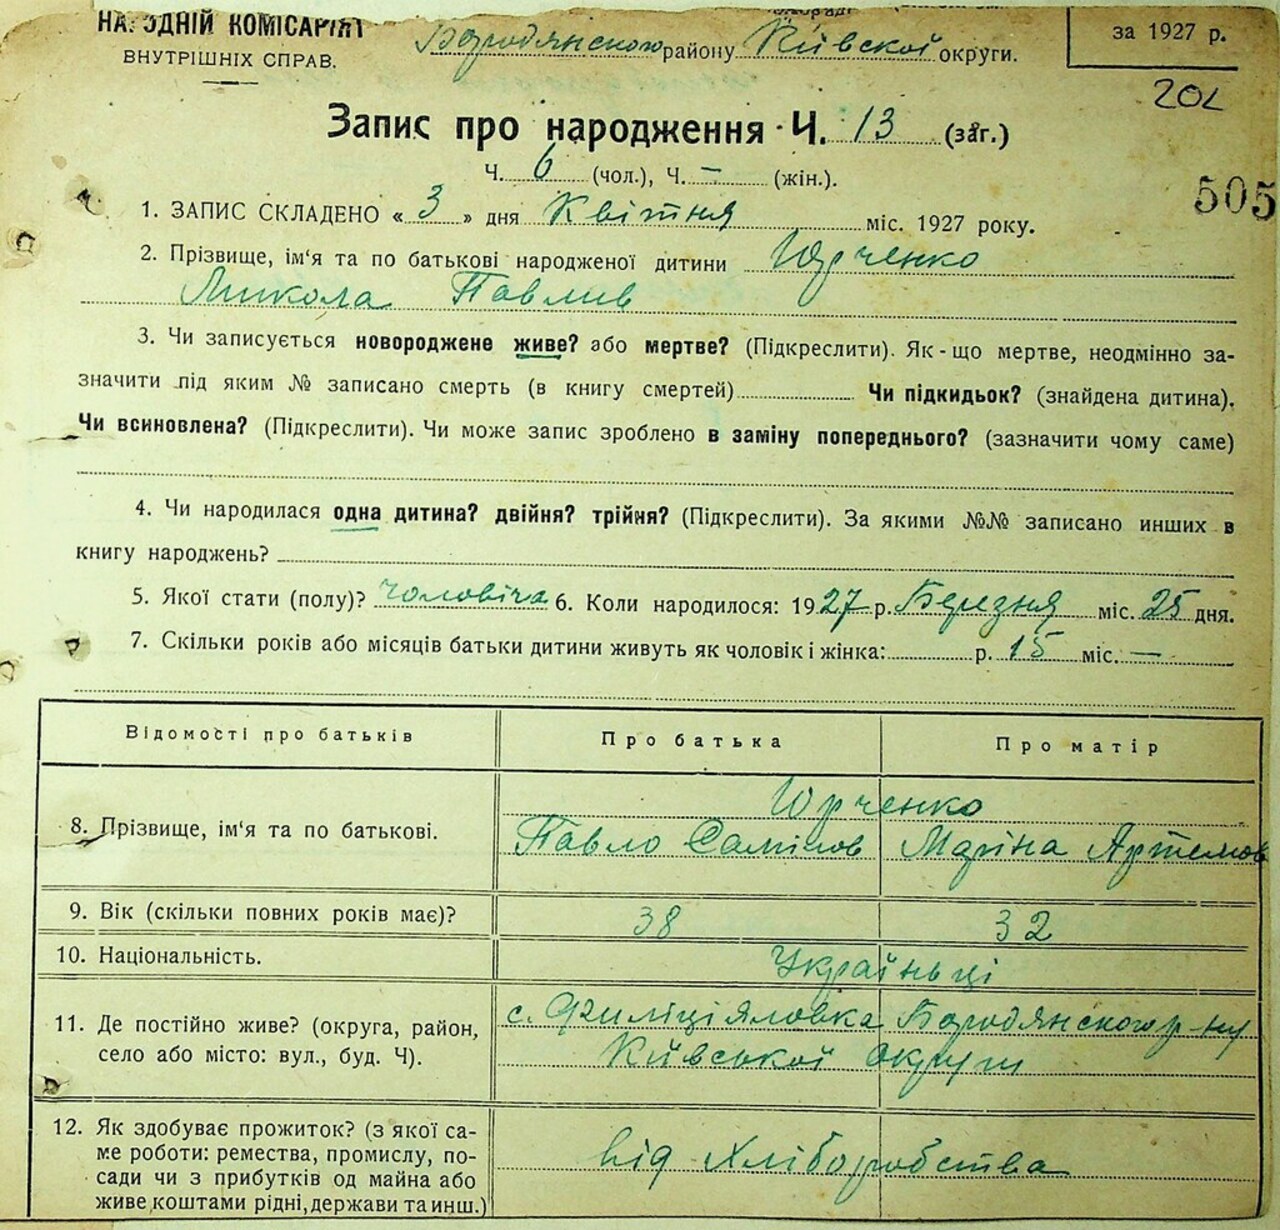 НАРОДНІЙ КОМІСАРІЯТ
ВНУТРІШНІХ СПРАВ.
Бородянского району Київской округи.
за 1927 р.
202
Запис про народження Ч. 13 (заг.)
Ч. 6 (чол.), Ч. — (жін.).
505
1. ЗАПИС СКЛАДЕНО «3» дня Квітня міс. 1927 року.
2. Прізвище, ім'я та по батькові народженої дитини Юрченко
Микола Павлив
3. Чи записується новороджене живе? або мертве? (Підкреслити). Як-що мертве, неодмінно за-
значити під яким № записано смерть (в книгу смертей) Чи підкидьок? (знайдена дитина).
Чи всиновлена? (Підкреслити). Чи може запис зроблено в заміну попереднього? (зазначити чому саме)
4. Чи народилася одна дитина? двійня? трійня? (Підкреслити). За якими №№ записано инших в
книгу народжень?
5. Якої стати (полу)? чоловіча 6. Коли народилося: 1927 р. Березня міс. 25 дня.
7. Скільки років або місяців батьки дитини живуть як чоловік і жінка: р. 15 міс. —
Відомості про батьків Про батька Про матір
Юрченко
8. Прізвище, ім'я та по батькові. Павло Самілов Маріна Артемов
9. Вік (скільки повних років має)? 38 32
10. Національність. Україньці
11. Де постійно живе? (округа, район, с. Филіціяловка Бородянского р-ну
село або місто: вул., буд. Ч). Київської округи
12. Як здобуває прожиток? (з якої са-
ме роботи: ремества, промислу, по- від Хліборобства
сади чи з прибутків од майна або
живе коштами рідні, держави та инш.)